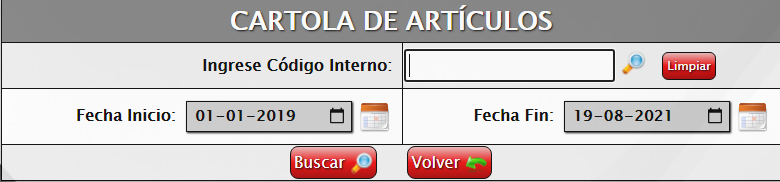 CARTOLA DE ARTÍCULOS
Ingrese Código Interno: Limpiar
Fecha Inicio: 01-01-2019 Fecha Fin: 19-08-2021
Buscar Volver